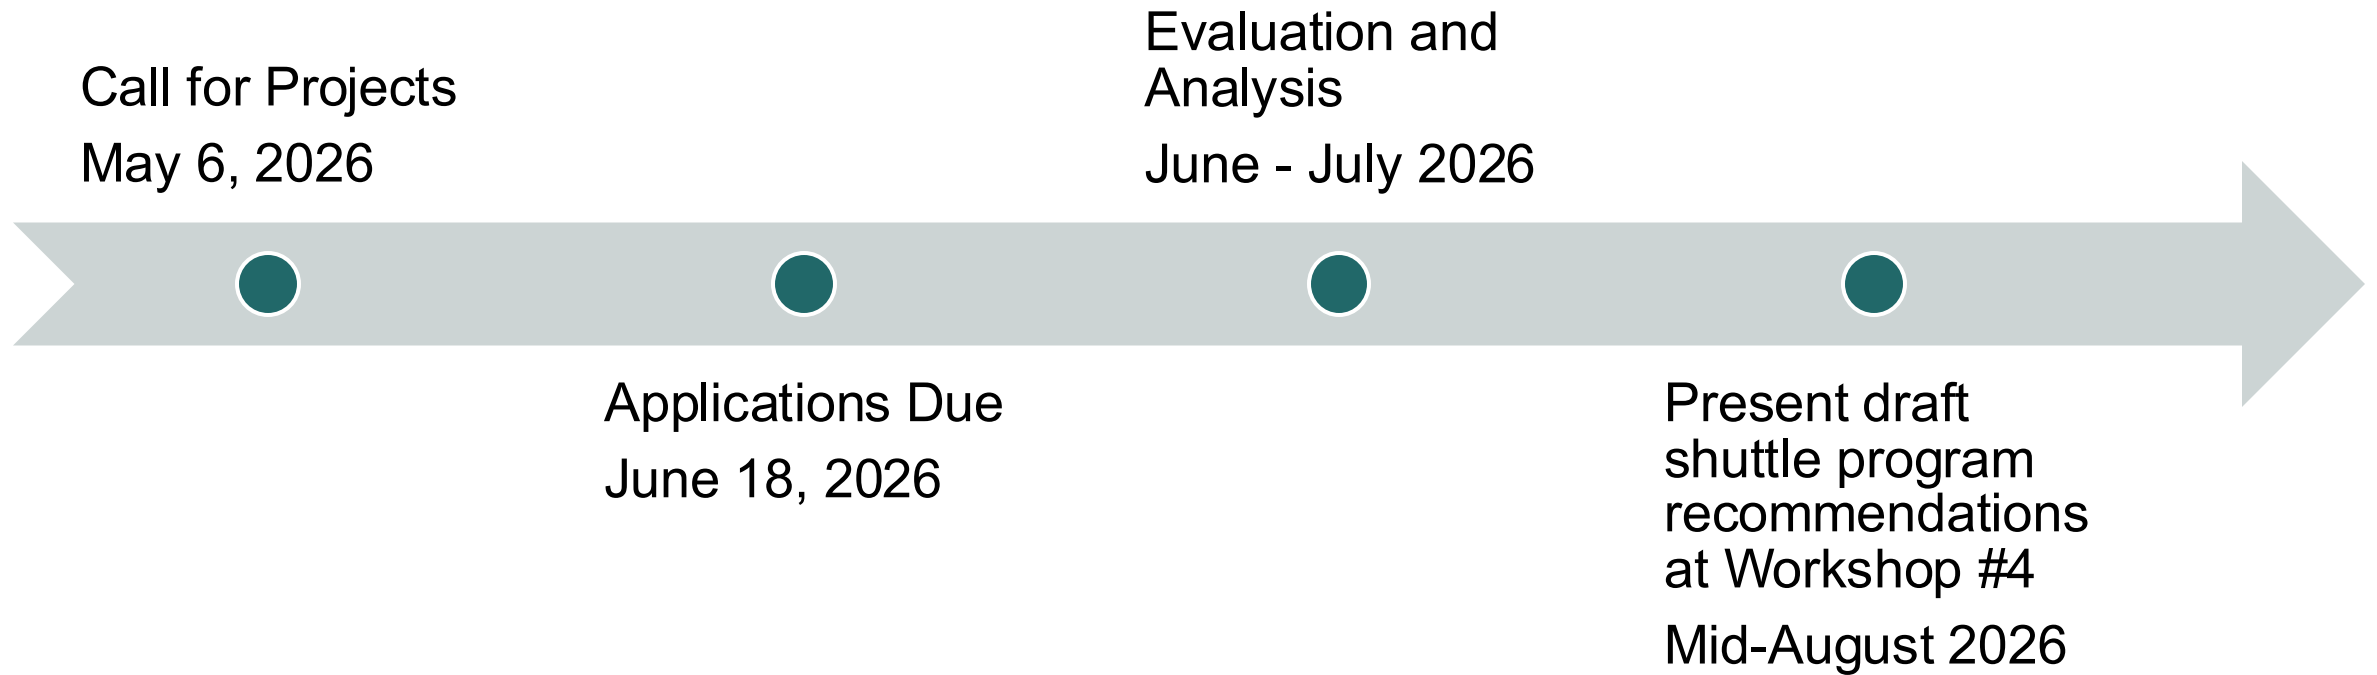 Call for Projects
May 6, 2026
Applications Due
June 18, 2026
Evaluation and
Analysis
June - July 2026
Present draft
shuttle program
recommendations
at Workshop #4
Mid-August 2026